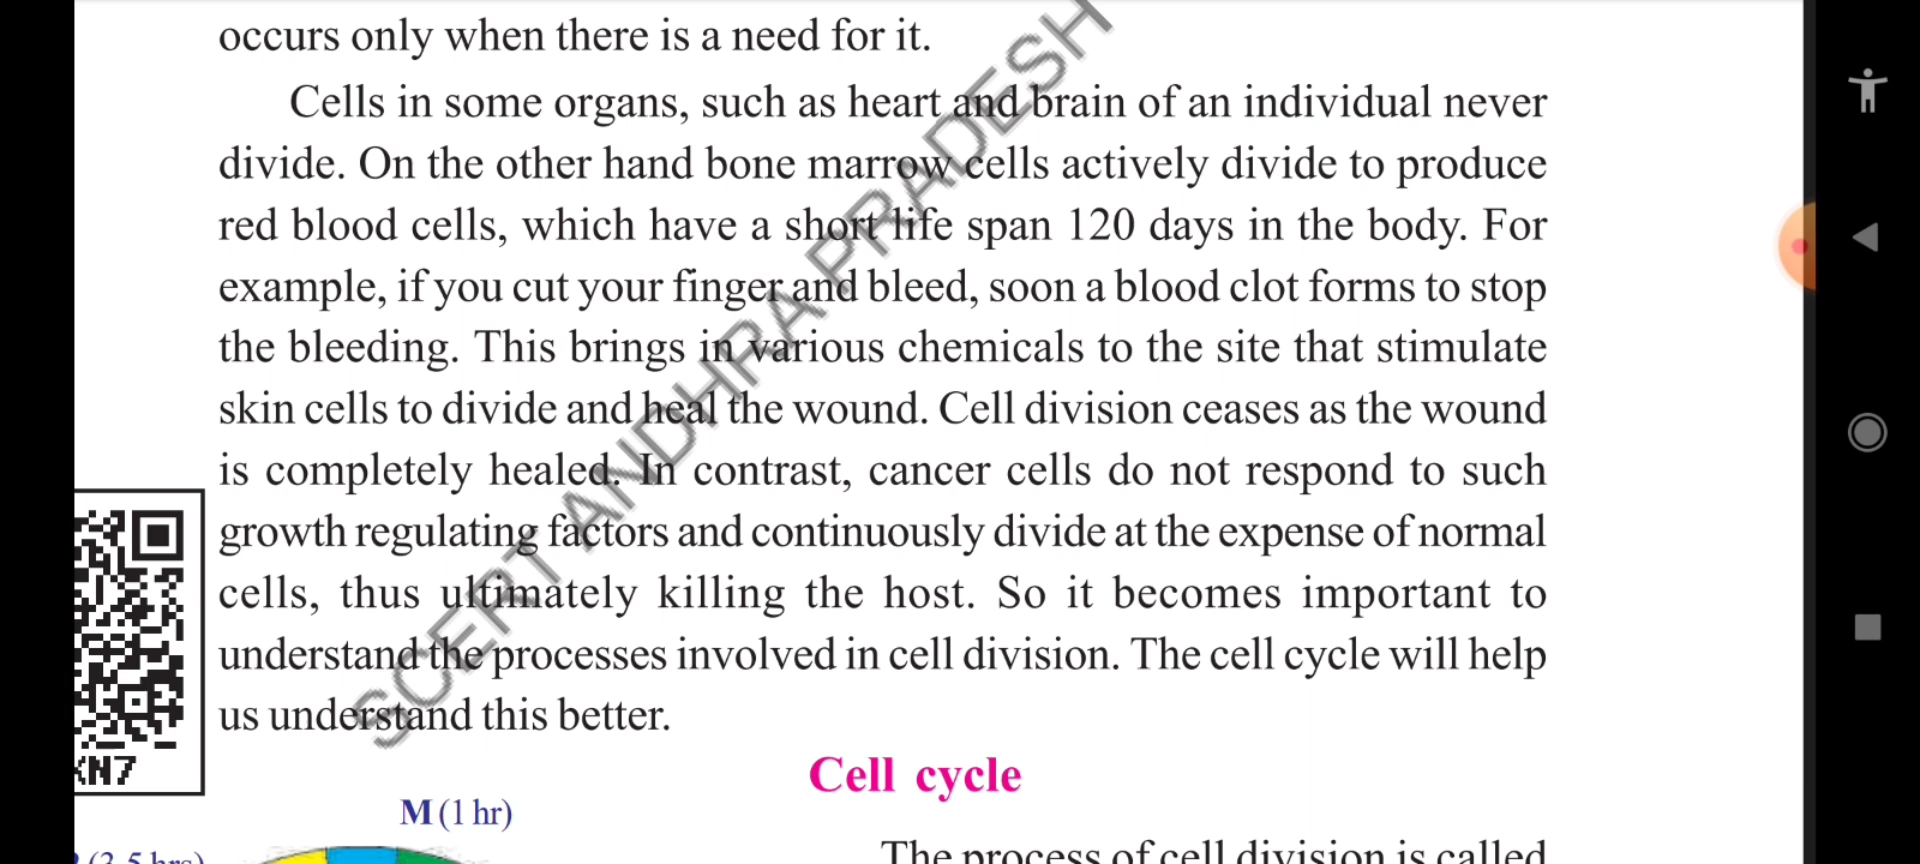 occurs only when there is a need for it.
Cells in some organs, such as heart and brain of an individual never
divide. On the other hand bone marrow cells actively divide to produce
red blood cells, which have a short life span 120 days in the body. For
example, if you cut your finger and bleed, soon a blood clot forms to stop
the bleeding. This brings in various chemicals to the site that stimulate
skin cells to divide and heal the wound. Cell division ceases as the wound
is completely healed. In contrast, cancer cells do not respond to such
growth regulating factors and continuously divide at the expense of normal
cells, thus ultimately killing the host. So it becomes important to
understand the processes involved in cell division. The cell cycle will help
us understand this better.
SCERT ANDHRA PRADESH
KN7
Cell cycle
M (1 hr)
The process of cell division is called